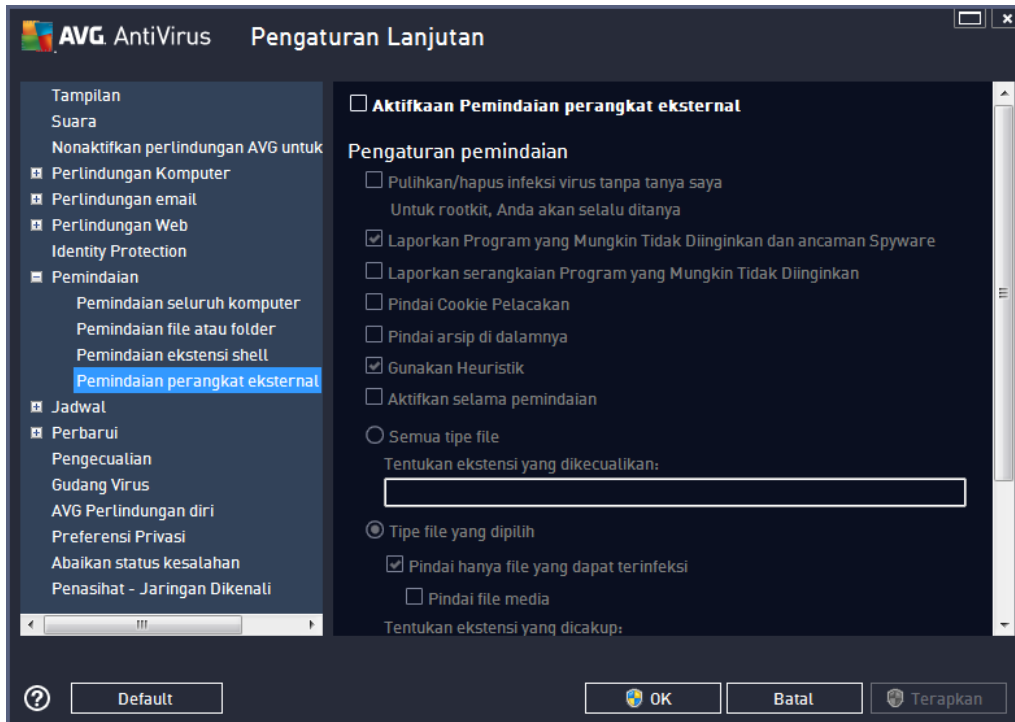 AVG. AntiVirus Pengaturan Lanjutan
Tampilan
Suara
Nonaktifkan perlindungan AVG untuk
Perlindungan Komputer
Perlindungan email
Perlindungan Web
Identity Protection
Pemindaian
Pemindaian seluruh komputer
Pemindaian file atau folder
Pemindaian ekstensi shell
Pemindaian perangkat eksternal
Jadwal
Perbarui
Pengecualian
Gudang Virus
AVG Perlindungan diri
Preferensi Privasi
Abaikan status kesalahan
Penasihat - Jaringan Dikenali
Aktifkaan Pemindaian perangkat eksternal
Pengaturan pemindaian
Pulihkan/hapus infeksi virus tanpa tanya saya
Untuk rootkit, Anda akan selalu ditanya
Laporkan Program yang Mungkin Tidak Diinginkan dan ancaman Spyware
Laporkan serangkaian Program yang Mungkin Tidak Diinginkan
Pindai Cookie Pelacakan
Pindai arsip di dalamnya
Gunakan Heuristik
Aktifkan selama pemindaian
Semua tipe file
Tentukan ekstensi yang dikecualikan:
Tipe file yang dipilih
Pindai hanya file yang dapat terinfeksi
Pindai file media
Tentukan ekstensi yang dicakup:
? Default OK Batal Terapkan